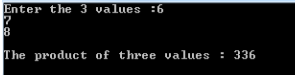 Enter the 3 values :6
7
8
The product of three values : 336